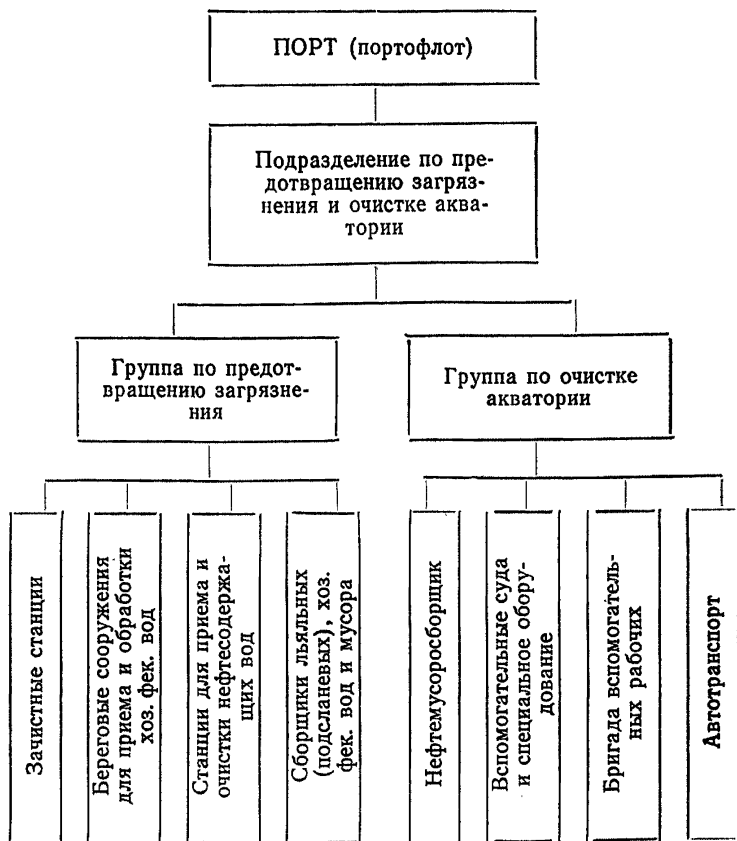 ПОРТ (портофлот)
Подразделение по пре-
дотвращению загряз-
нения и очистке аква-
тории
Группа по предот-
вращению загрязне-
ния
Группа по очистке
акватории
Зачистные станции
Береговые сооружения
для приема и обработки
хоз. фек. вод
Станции для приема и
очистки нефтесодержа-
щих вод
Сборщики льяльных
(подсланевых), хоз.
фек. вод и мусора
Нефтемусоросборщик
Вспомогательные суда
и специальное обору-
дование
Бригада вспомогатель-
ных рабочих
Автотранспорт